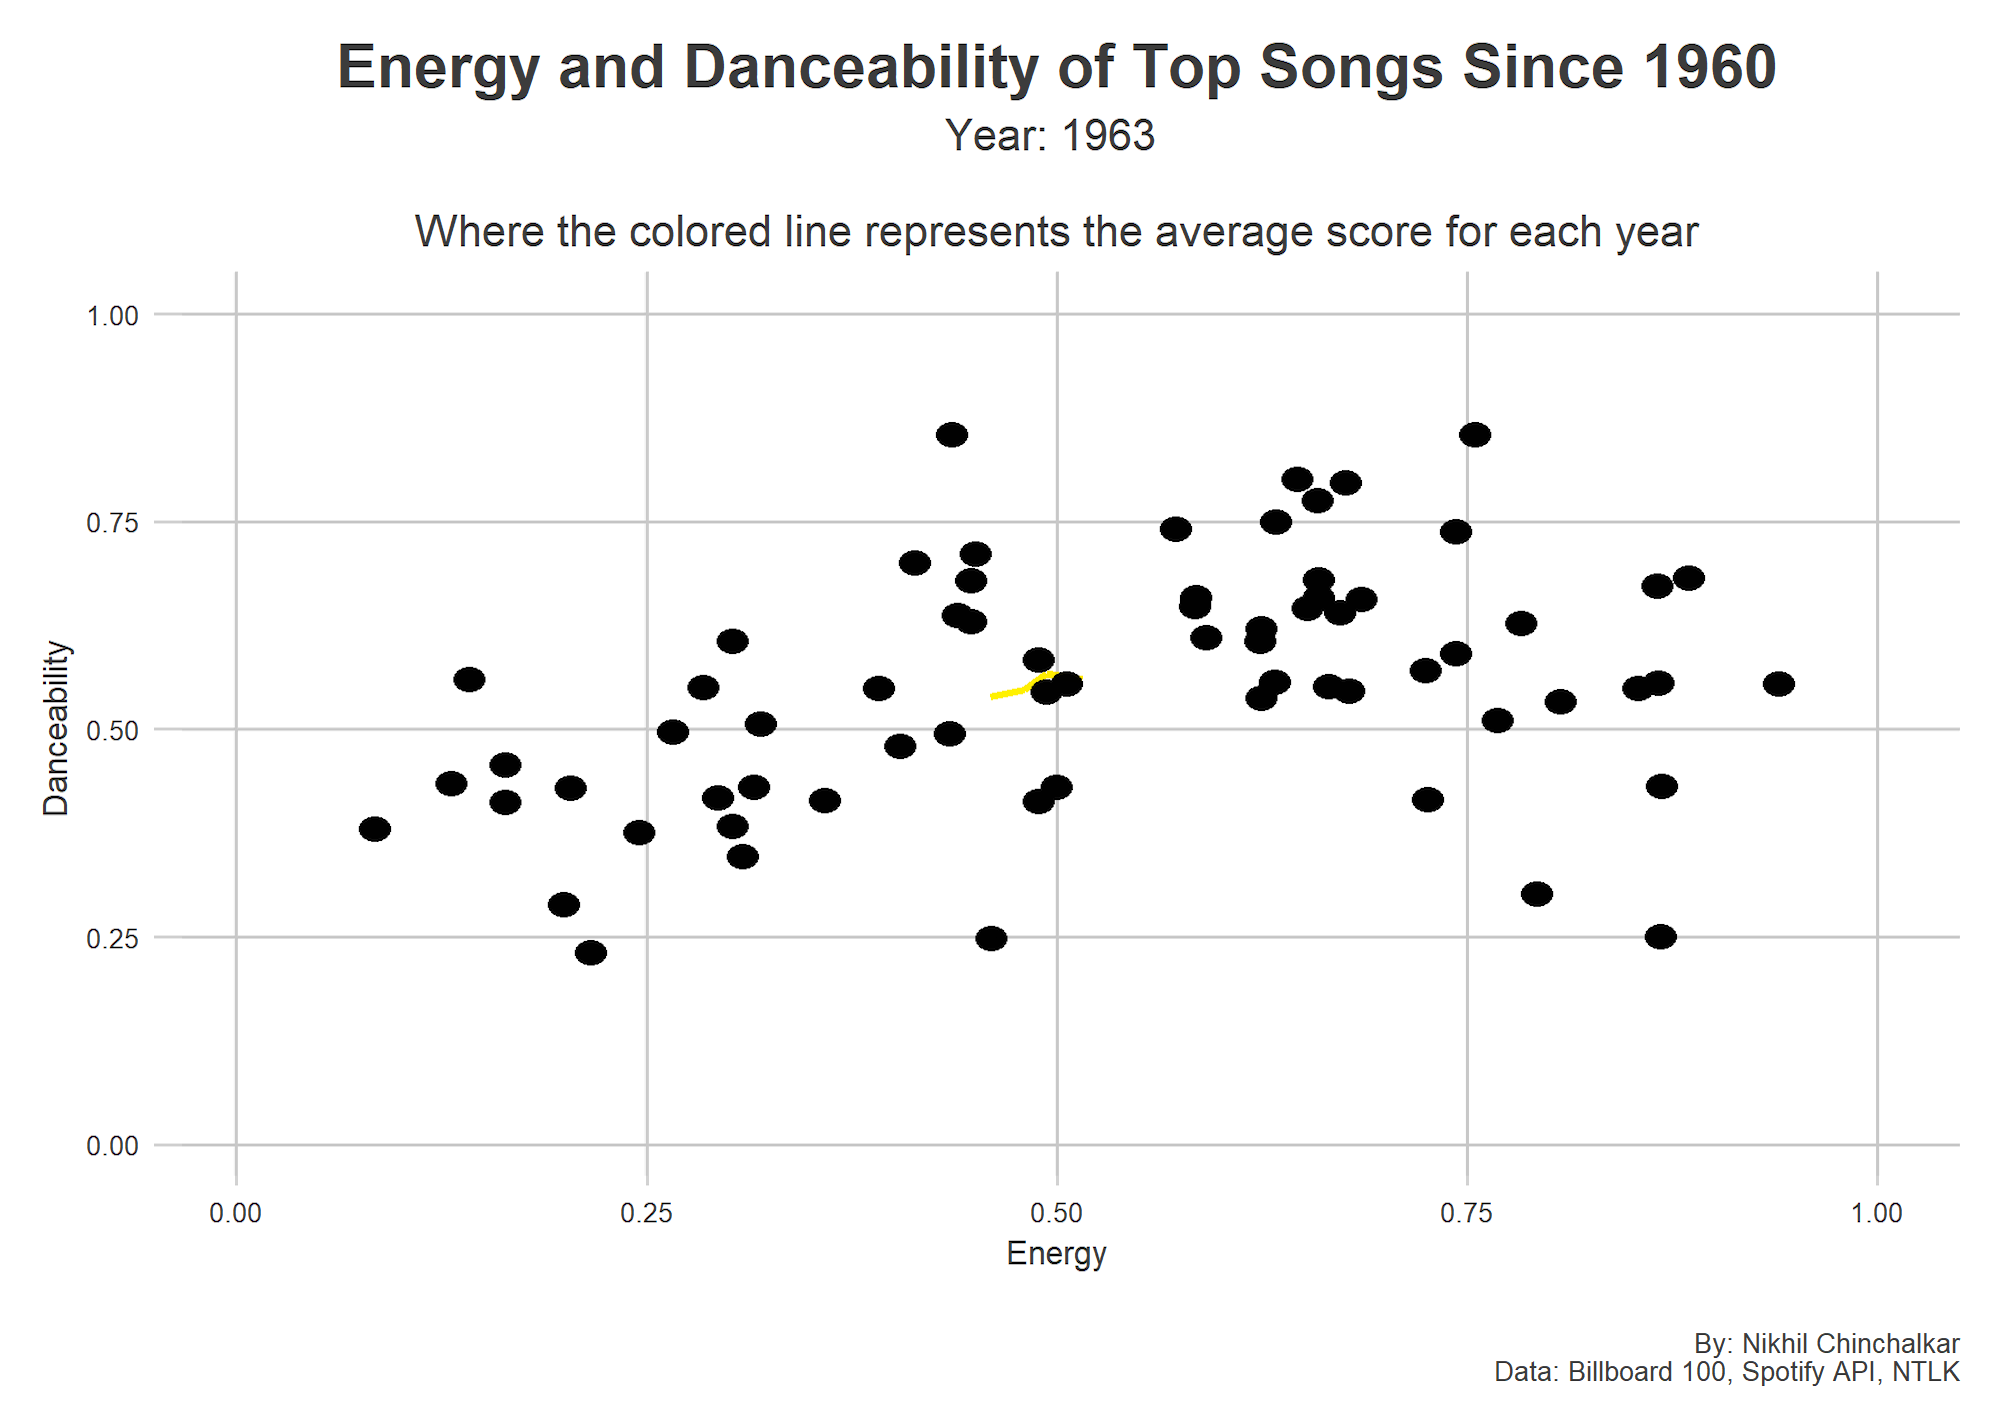 Energy and Danceability of Top Songs Since 1960
Year: 1963
Where the colored line represents the average score for each year
1.00
0.75
0.50
0.25
0.00
Danceability
0.00 0.25 0.50 0.75 1.00
Energy
By: Nikhil Chinchalkar
Data: Billboard 100, Spotify API, NTLK